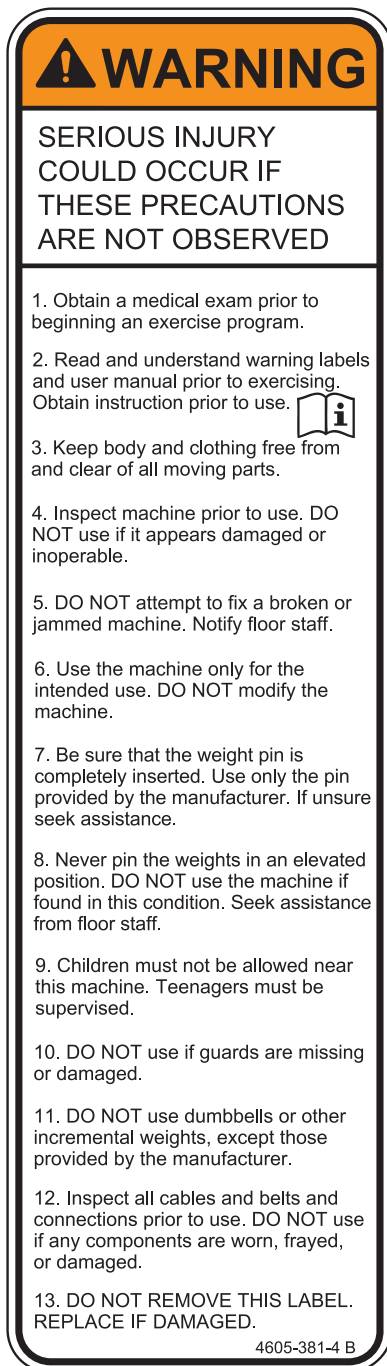 WARNING
SERIOUS INJURY
COULD OCCUR IF
THESE PRECAUTIONS
ARE NOT OBSERVED
1. Obtain a medical exam prior to
beginning an exercise program.
2. Read and understand warning labels
and user manual prior to exercising.
Obtain instruction prior to use.
3. Keep body and clothing free from
and clear of all moving parts.
4. Inspect machine prior to use. DO
NOT use if it appears damaged or
inoperable.
5. DO NOT attempt to fix a broken or
jammed machine. Notify floor staff.
6. Use the machine only for the
intended use. DO NOT modify the
machine.
7. Be sure that the weight pin is
completely inserted. Use only the pin
provided by the manufacturer. If unsure
seek assistance.
8. Never pin the weights in an elevated
position. DO NOT use the machine if
found in this condition. Seek assistance
from floor staff.
9. Children must not be allowed near
this machine. Teenagers must be
supervised.
10. DO NOT use if guards are missing
or damaged.
11. DO NOT use dumbbells or other
incremental weights, except those
provided by the manufacturer.
12. Inspect all cables and belts and
connections prior to use. DO NOT use
if any components are worn, frayed,
or damaged.
13. DO NOT REMOVE THIS LABEL.
REPLACE IF DAMAGED.
4605-381-4 B